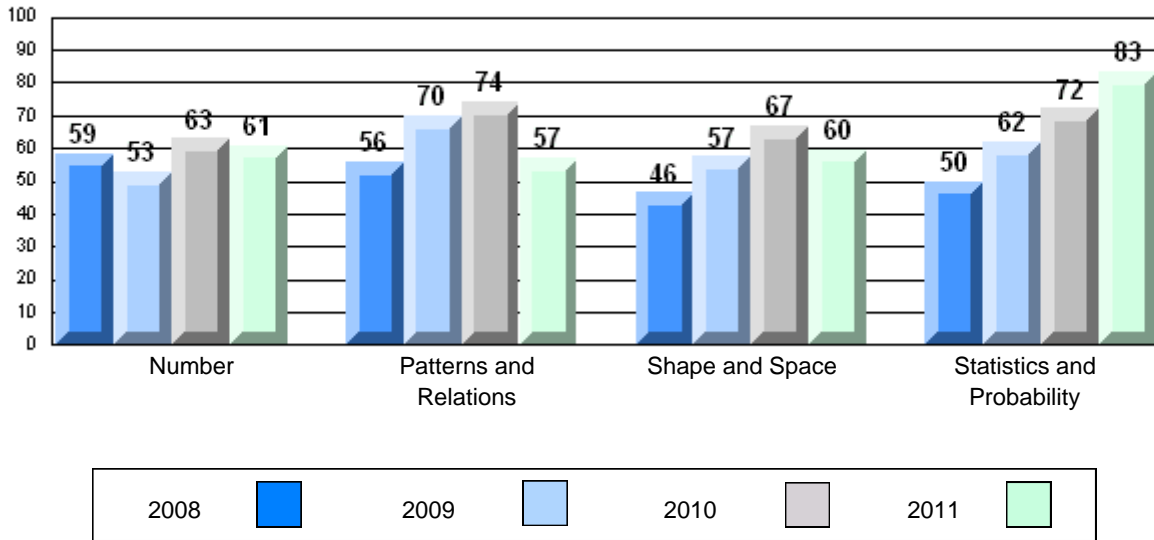 100
90
80
70
60
50
40
30
20
10
0
59 53 63 61
56 70 74 57
46 57 67 60
50 62 72 83
Number Patterns and Shape and Space Statistics and
Relations Probability
2008 2009 2010 2011